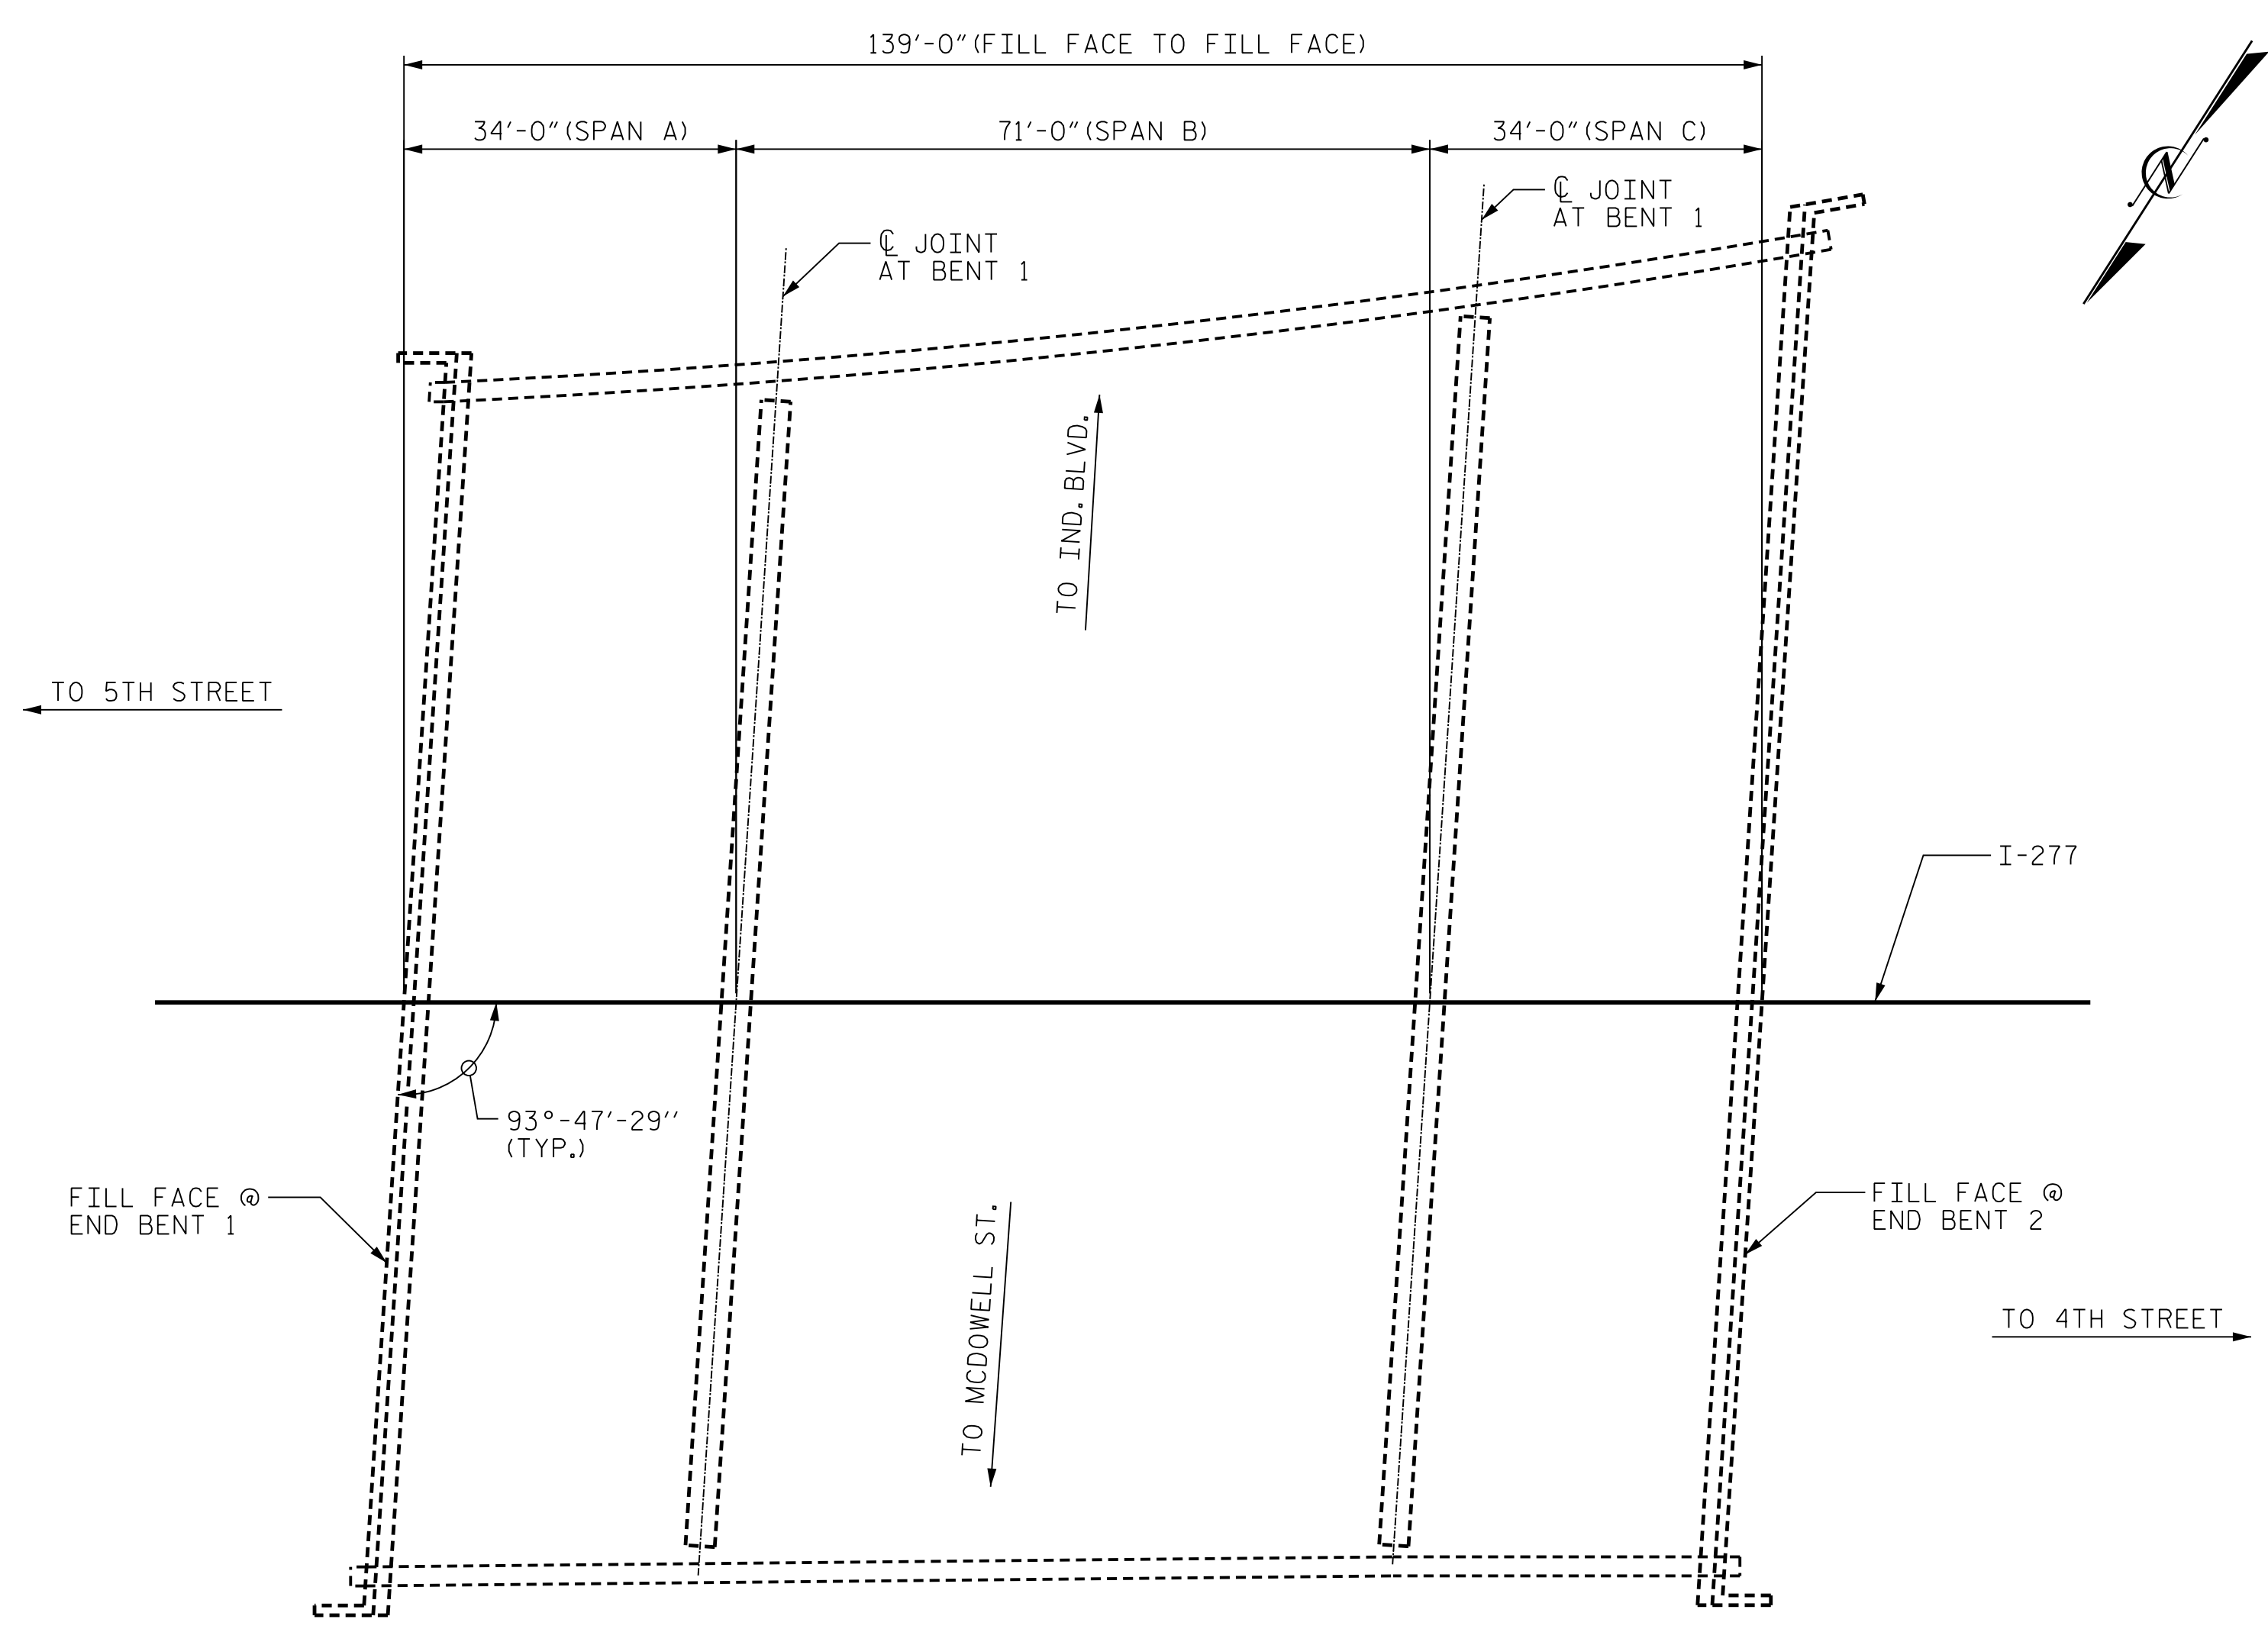 139'-0"(FILL FACE TO FILL FACE)
34'-0"(SPAN A)
71'-0"(SPAN B)
34'-0"(SPAN C)
N
℄ JOINT
AT BENT 1
℄ JOINT
AT BENT 1
TO IND. BLVD.
TO 5TH STREET
I-277
93°-47'-29''
(TYP.)
FILL FACE @
END BENT 1
FILL FACE @
END BENT 2
TO MCDOWELL ST.
TO 4TH STREET